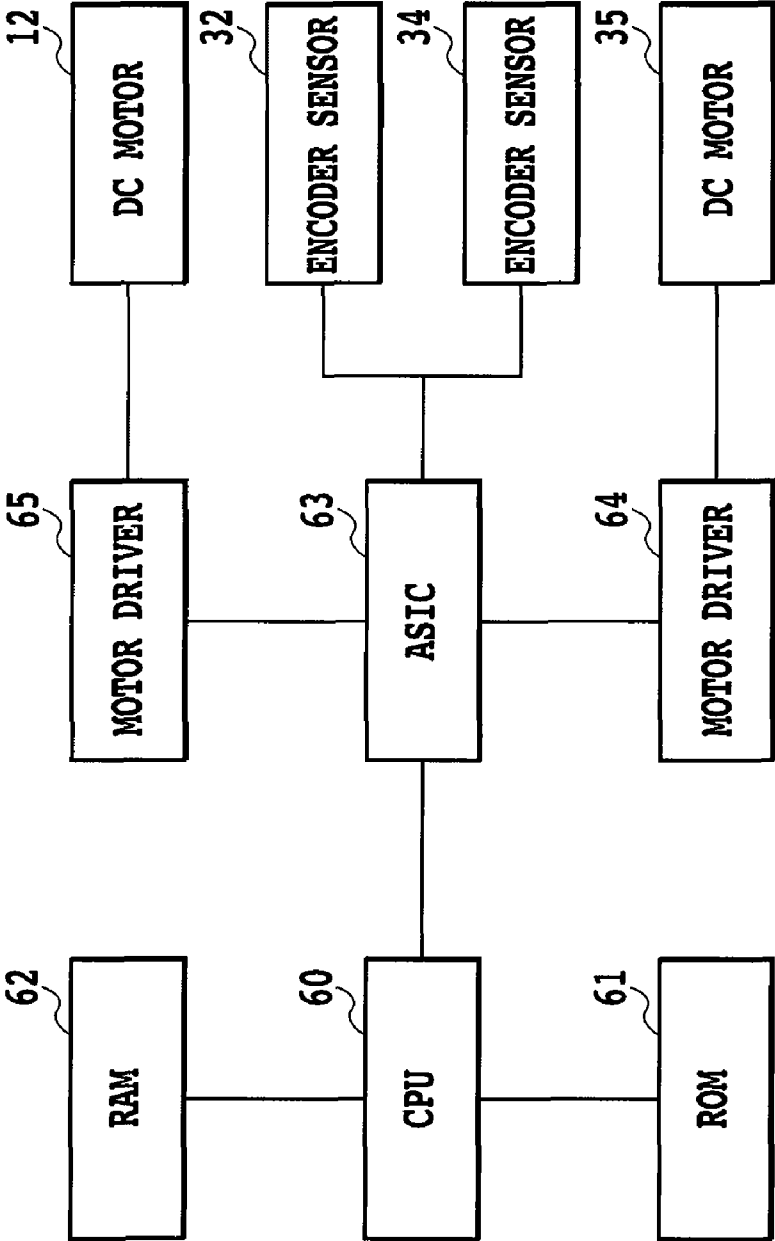 62
RAM
65
MOTOR DRIVER
12
DC MOTOR
60
CPU
63
ASIC
32
ENCODER SENSOR
34
ENCODER SENSOR
61
ROM
64
MOTOR DRIVER
35
DC MOTOR